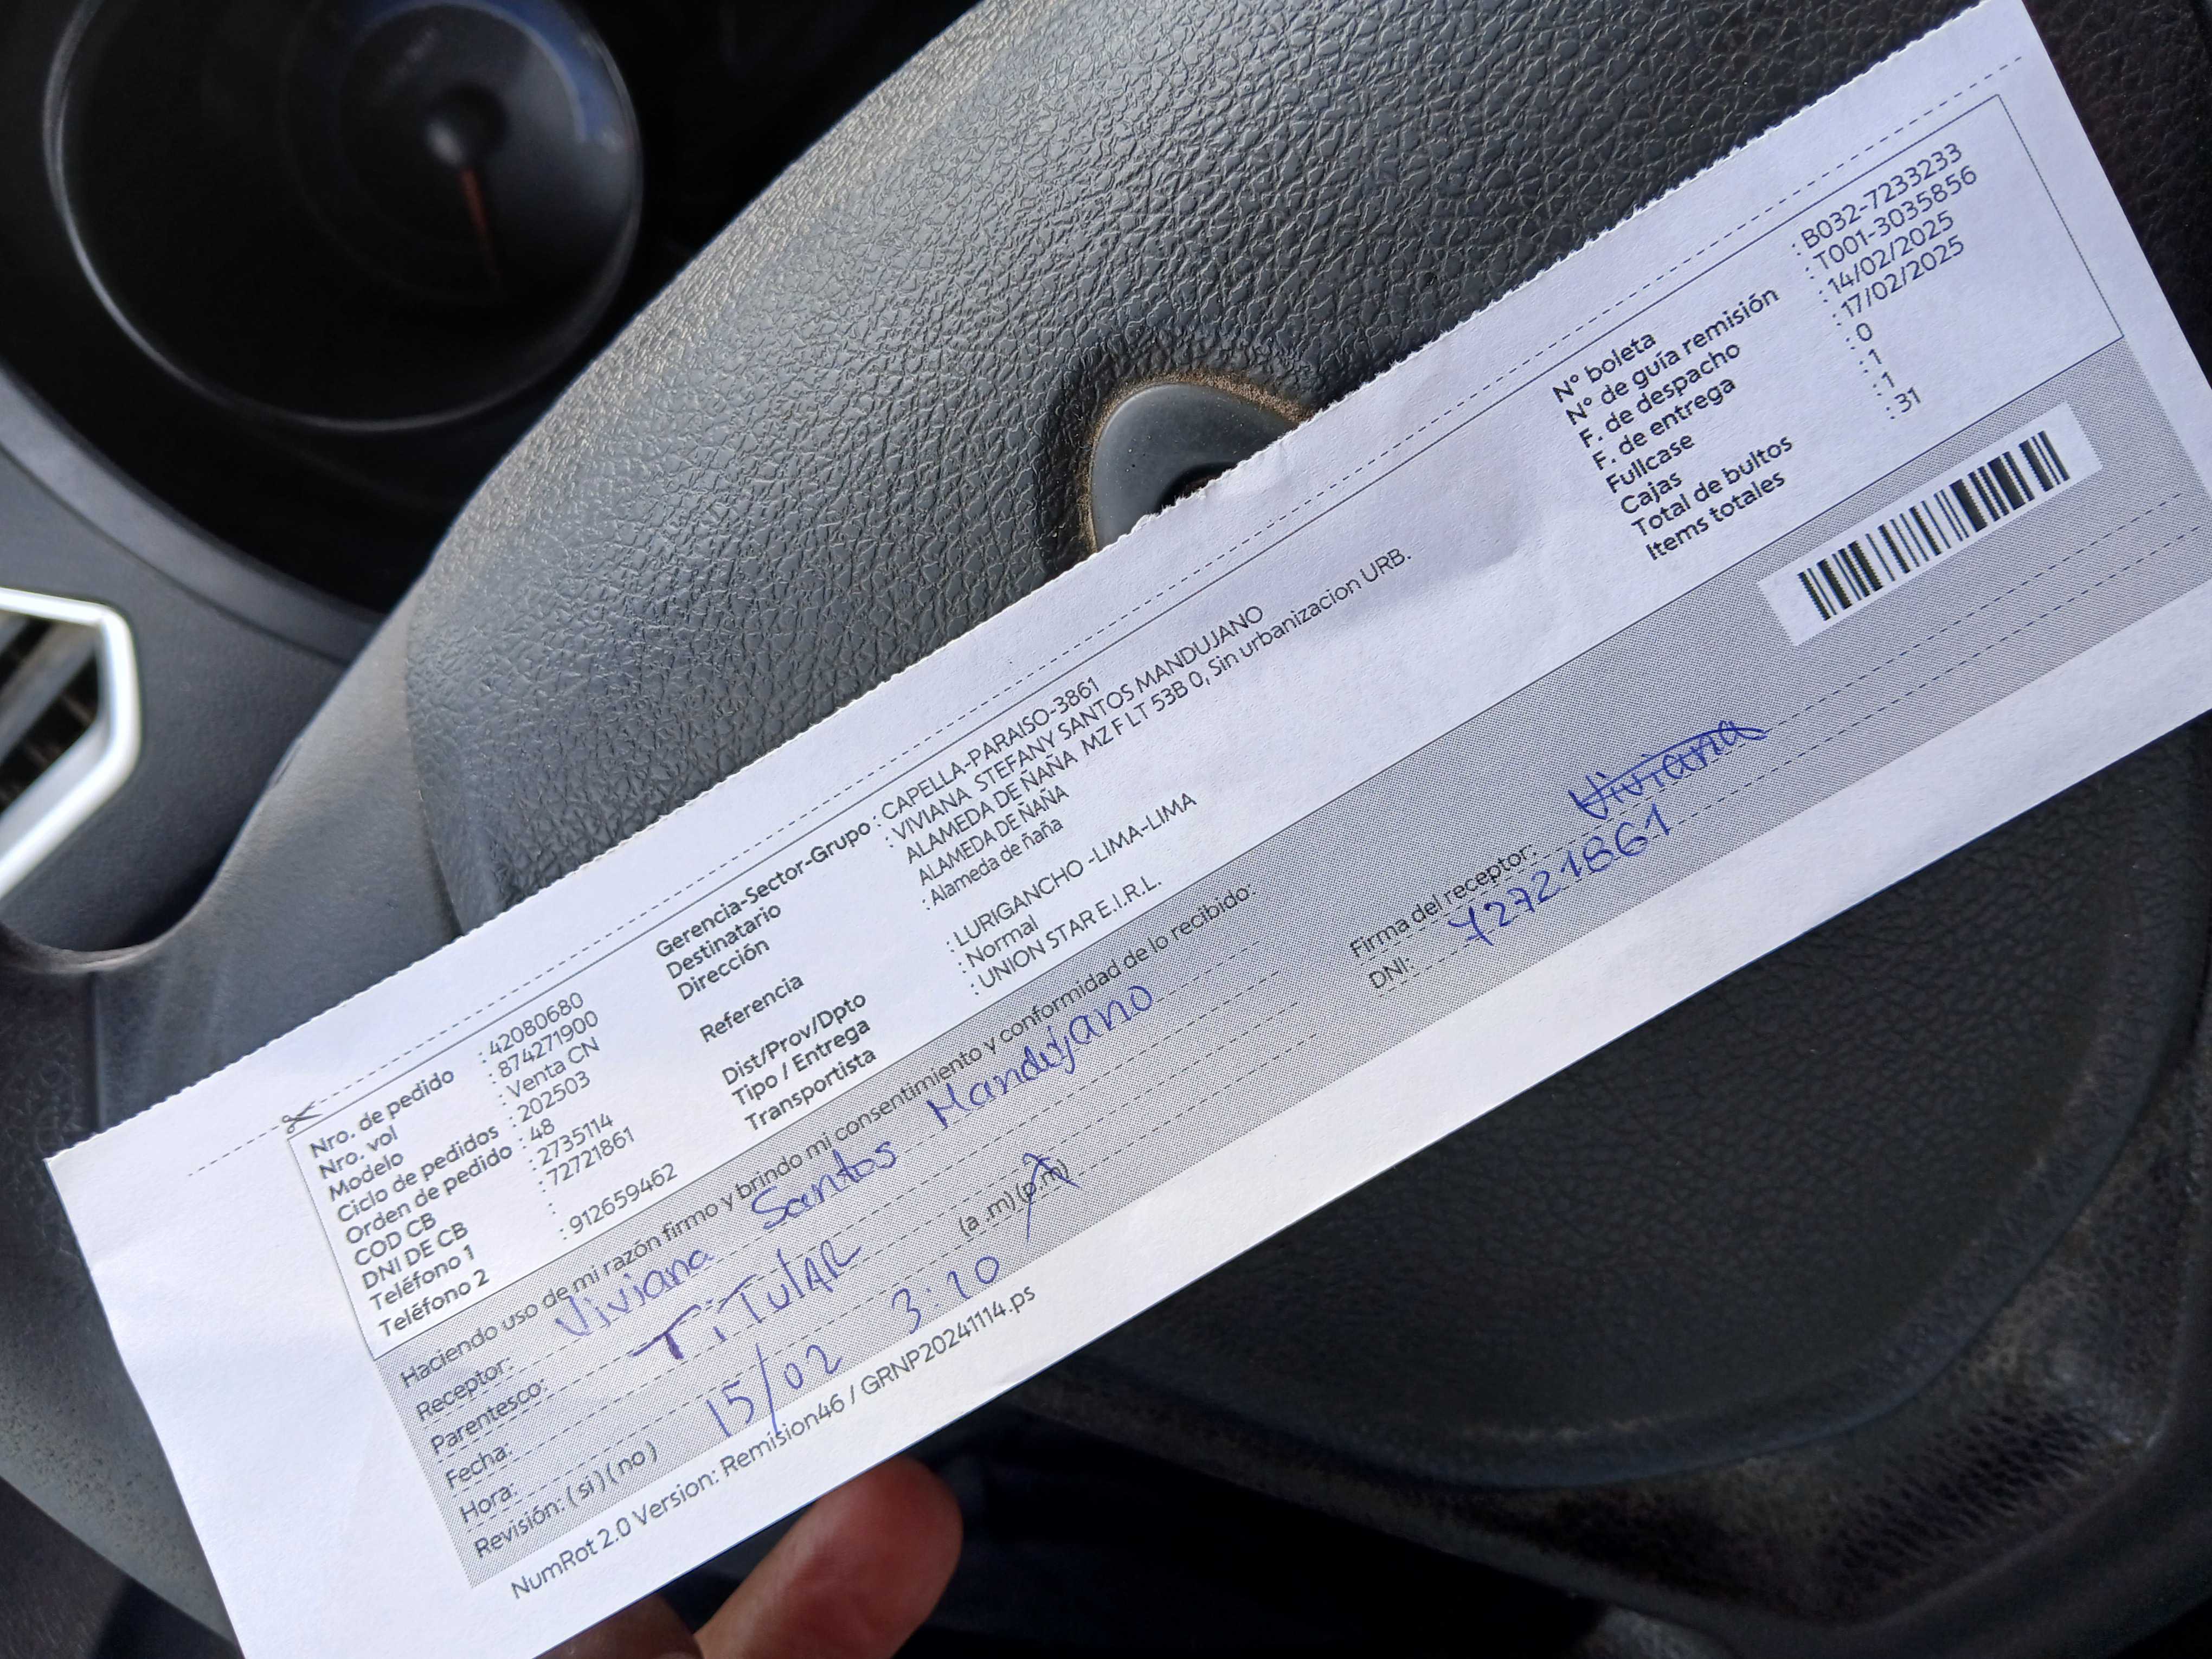 Nro. de pedido : 42080680
Nro. vol : 874271900
Modelo : Venta CN
Ciclo de pedidos : 202503
Orden de pedido : 48
COD CB : 2735114
DNI DE CB : 72721861
Teléfono 1 :
Teléfono 2 : 912659462
Gerencia-Sector-Grupo : CAPELLA-PARAISO-3861
Destinatario : VIVIANA STEFANY SANTOS MANDUJANO
Dirección ALAMEDA DE ÑAÑA MZ F LT 53B 0, Sin urbanizacion URB.
ALAMEDA DE ÑAÑA
Referencia : Alameda de ñaña
Dist/Prov/Dpto : LURIGANCHO -LIMA-LIMA
Tipo / Entrega : Normal
Transportista : UNION STAR E.I.R.L.
N° boleta : B032-7233233
N° de guía remisión : T001-3035856
F. de despacho : 14/02/2025
F. de entrega : 17/02/2025
Fullcase : 0
Cajas : 1
Total de bultos : 1
Items totales : 31
Haciendo uso de mi razón firmo y brindo mi consentimiento y conformidad de lo recibido:
Receptor: Viviana Santos Mandujano
Parentesco: TiTulAR
Fecha: 15/02
Hora: 3:10 (a .m) (p.m)
Revisión: ( si ) ( no )
Firma del receptor: Viviana
DNI: 72721861
NumRot 2.0 Version: Remision46 / GRNP20241114.ps